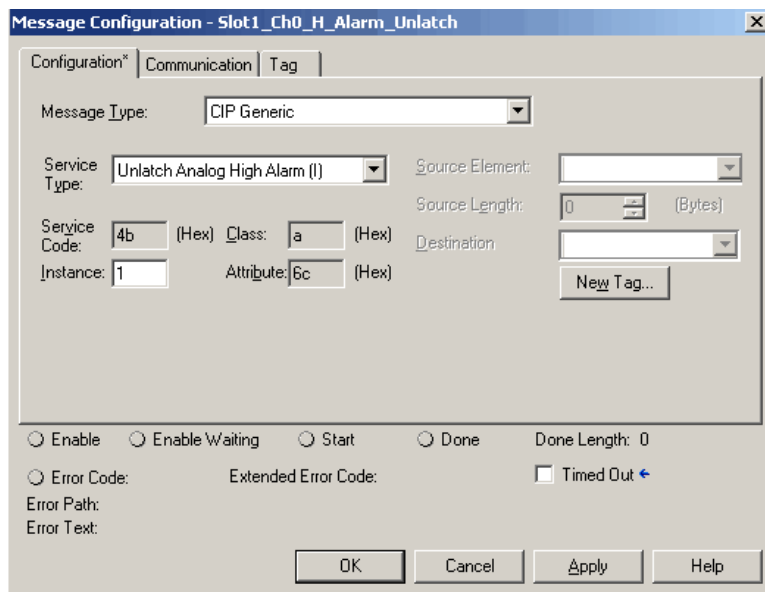 Message Configuration - Slot1_Ch0_H_Alarm_Unlatch
Configuration* Communication Tag
Message Type: CIP Generic
Service Type: Unlatch Analog High Alarm (I)
Service Code: 4b (Hex) Class: a (Hex)
Instance: 1 Attribute: 6c (Hex)
Source Element:
Source Length: 0 (Bytes)
Destination
New Tag...
Enable Enable Waiting Start Done Done Length: 0
Error Code: Extended Error Code: Timed Out ←
Error Path:
Error Text:
OK Cancel Apply Help